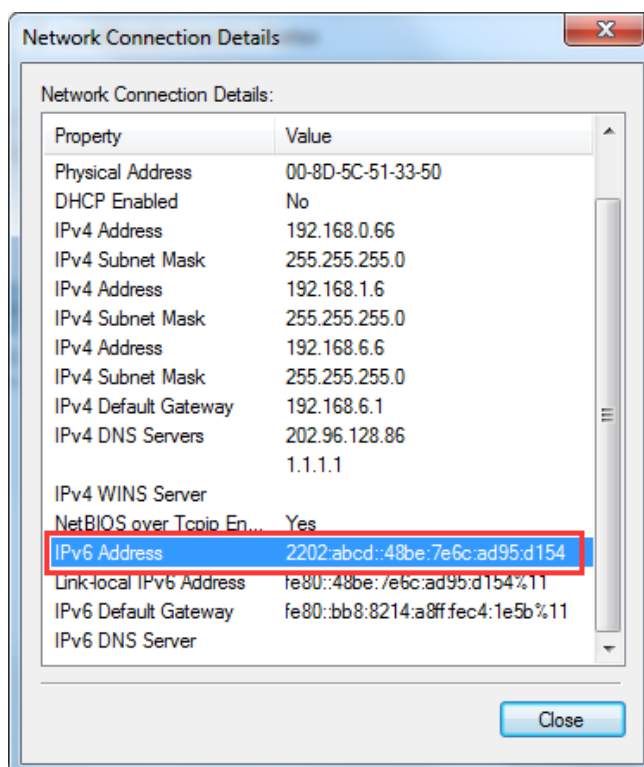 Network Connection Details
Network Connection Details:
Property Value
Physical Address 00-8D-5C-51-33-50
DHCP Enabled No
IPv4 Address 192.168.0.66
IPv4 Subnet Mask 255.255.255.0
IPv4 Address 192.168.1.6
IPv4 Subnet Mask 255.255.255.0
IPv4 Address 192.168.6.6
IPv4 Subnet Mask 255.255.255.0
IPv4 Default Gateway 192.168.6.1
IPv4 DNS Servers 202.96.128.86
1.1.1.1
IPv4 WINS Server
NetBIOS over Tcpip En... Yes
IPv6 Address 2202:abcd::48be:7e6c:ad95:d154
Link-local IPv6 Address fe80::48be:7e6c:ad95:d154%11
IPv6 Default Gateway fe80::bb8:8214:a8ff:fec4:1e5b%11
IPv6 DNS Server
Close